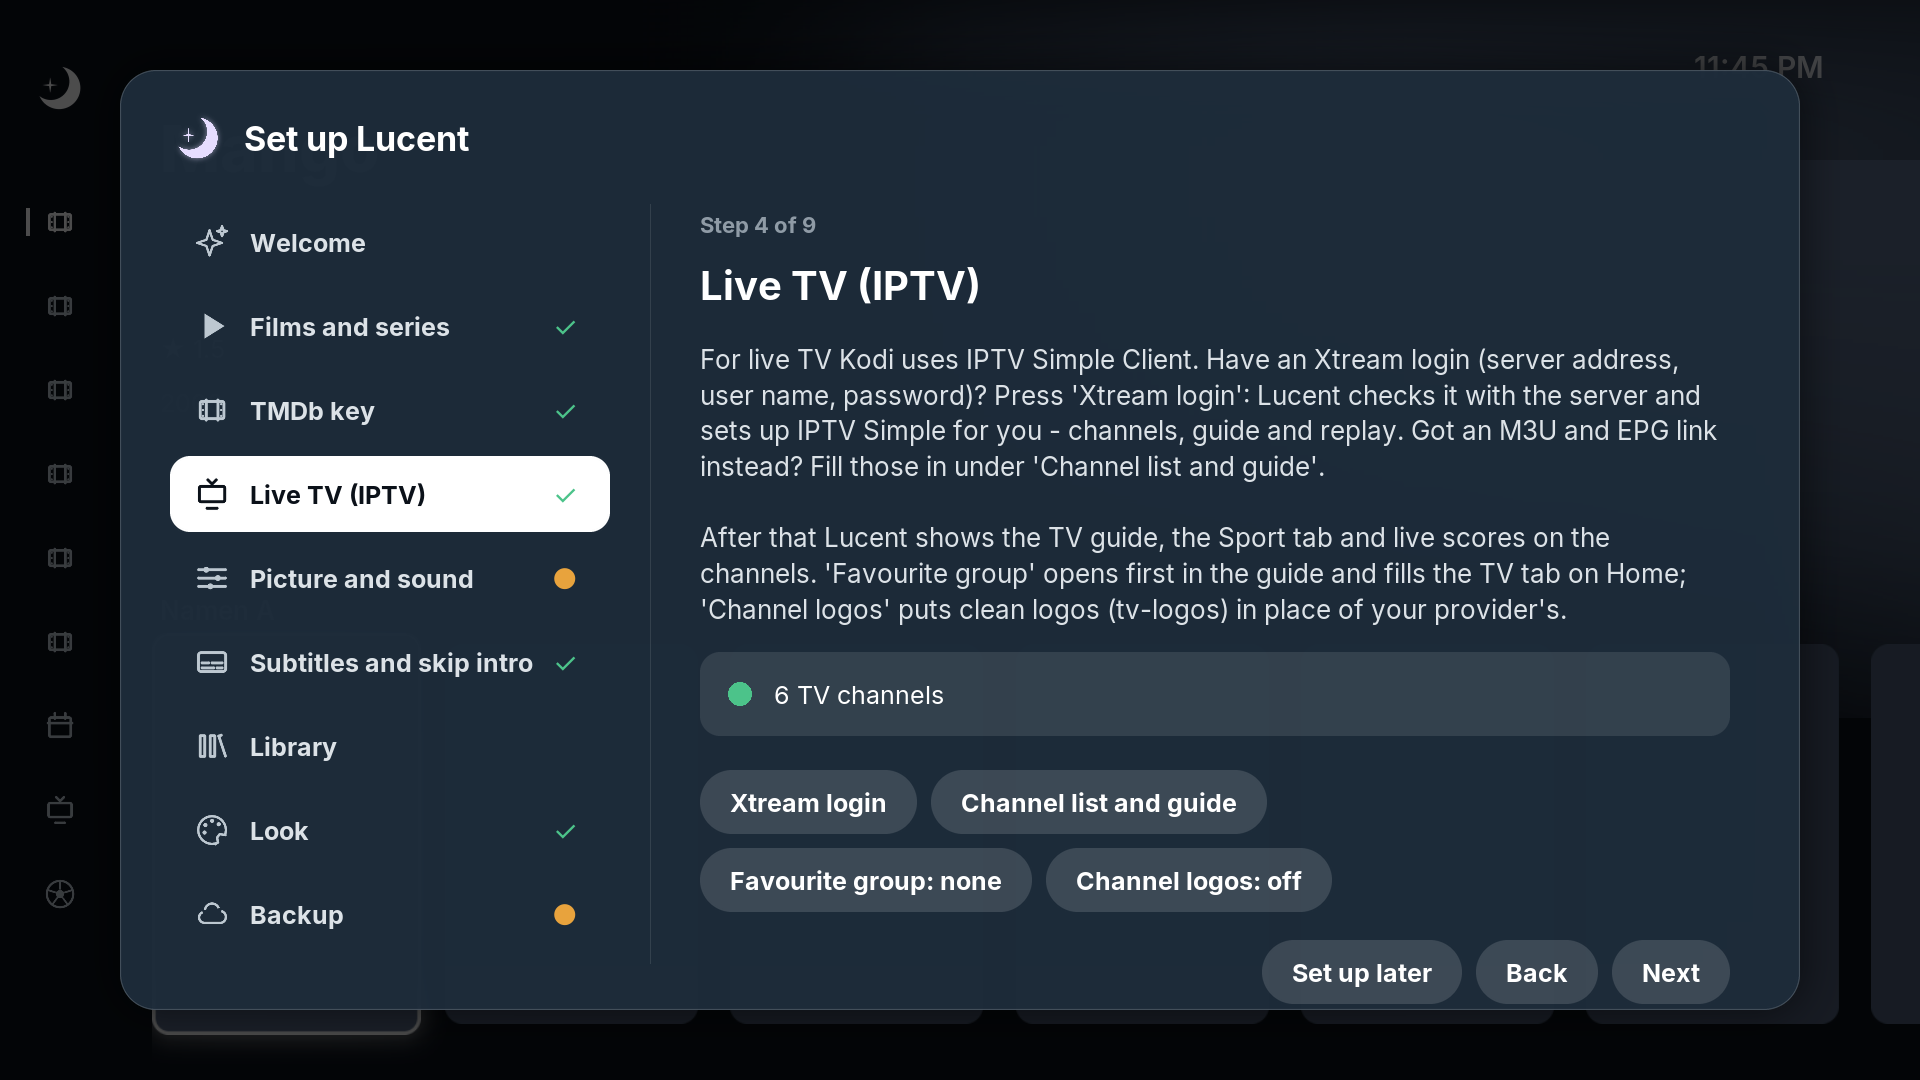 11:45 PM
Set up Lucent
Welcome
Films and series
TMDb key
Live TV (IPTV)
Picture and sound
Subtitles and skip intro
Library
Look
Backup
Step 4 of 9
Live TV (IPTV)
For live TV Kodi uses IPTV Simple Client. Have an Xtream login (server address,
user name, password)? Press 'Xtream login': Lucent checks it with the server and
sets up IPTV Simple for you - channels, guide and replay. Got an M3U and EPG link
instead? Fill those in under 'Channel list and guide'.
After that Lucent shows the TV guide, the Sport tab and live scores on the
channels. 'Favourite group' opens first in the guide and fills the TV tab on Home;
'Channel logos' puts clean logos (tv-logos) in place of your provider's.
6 TV channels
Xtream login
Channel list and guide
Favourite group: none
Channel logos: off
Set up later
Back
Next